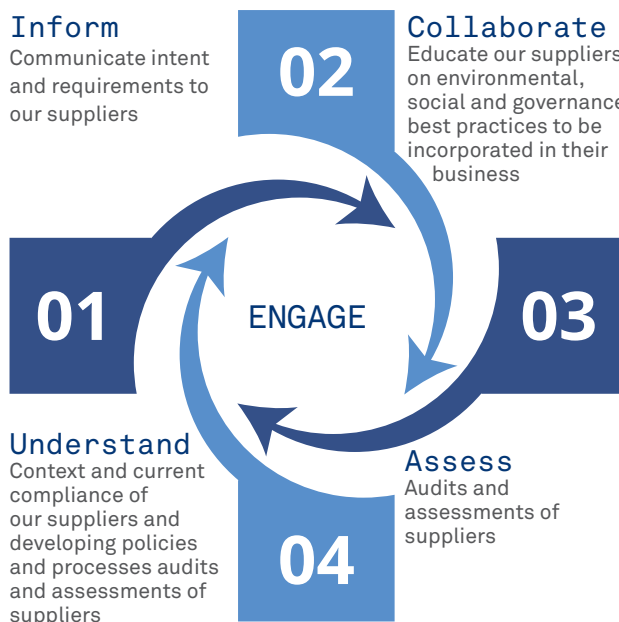 Inform
Communicate intent
and requirements to
our suppliers
02
Collaborate
Educate our suppliers
on environmental,
social and governance
best practices to be
incorporated in their
business
01
ENGAGE
03
Understand
Context and current
compliance of
our suppliers and
developing policies
and processes audits
and assessments of
suppliers
04
Assess
Audits and
assessments of
suppliers